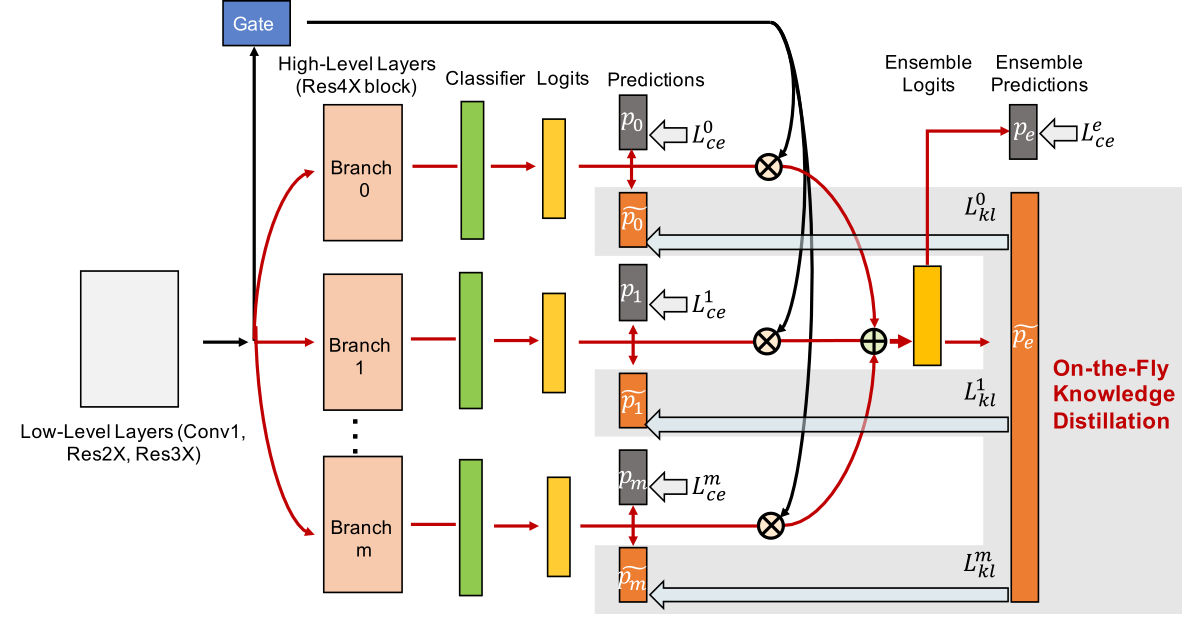 Gate
High-Level Layers
(Res4X block)
Classifier
Logits
Predictions
Ensemble
Logits
Ensemble
Predictions
p_0
L_{ce}^0
p_e
L_{ce}^e
Branch
0
\widetilde{p_0}
L_{kl}^0
p_1
L_{ce}^1
Branch
1
\widetilde{p_e}
\widetilde{p_1}
L_{kl}^1
On-the-Fly
Knowledge
Distillation
Low-Level Layers (Conv1,
Res2X, Res3X)
p_m
L_{ce}^m
Branch
m
\widetilde{p_m}
L_{kl}^m